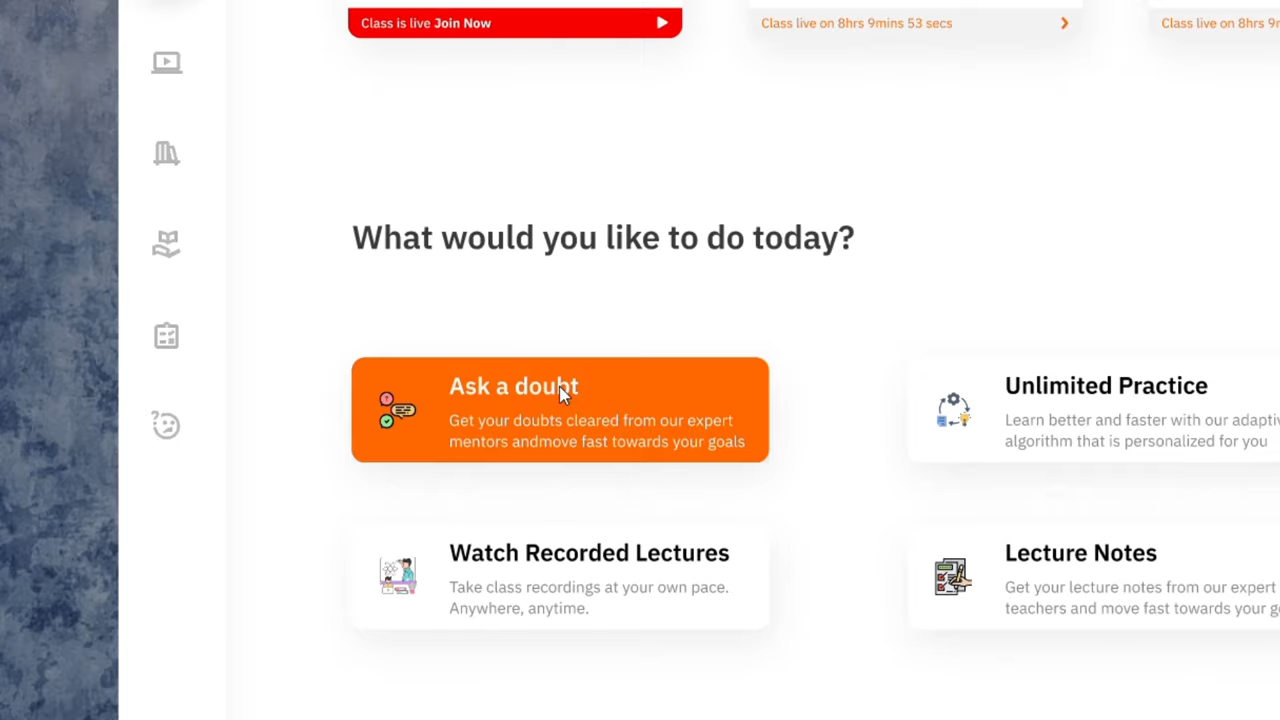 Class is live Join Now
Class live on 8hrs 9mins 53 secs
Class live on 8hrs
What would you like to do today?
Ask a doubt
Get your doubts cleared from our expert
mentors andmove fast towards your goals
Unlimited Practice
Learn better and faster with our
algorithm that is personalized for you
Watch Recorded Lectures
Take class recordings at your own pace.
Anywhere, anytime.
Lecture Notes
Get your lecture notes from our expert
teachers and move fast towards your